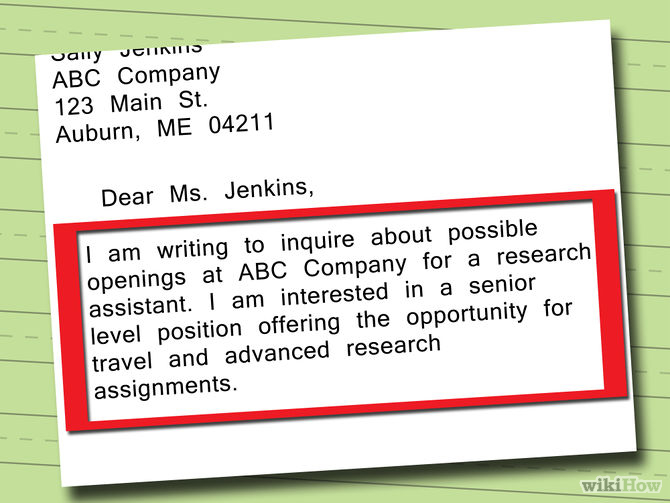 Sally Jenkins
ABC Company
123 Main St.
Auburn, ME 04211
Dear Ms. Jenkins,
I am writing to inquire about possible
openings at ABC Company for a research
assistant. I am interested in a senior
level position offering the opportunity for
travel and advanced research
assignments.
wikiHow